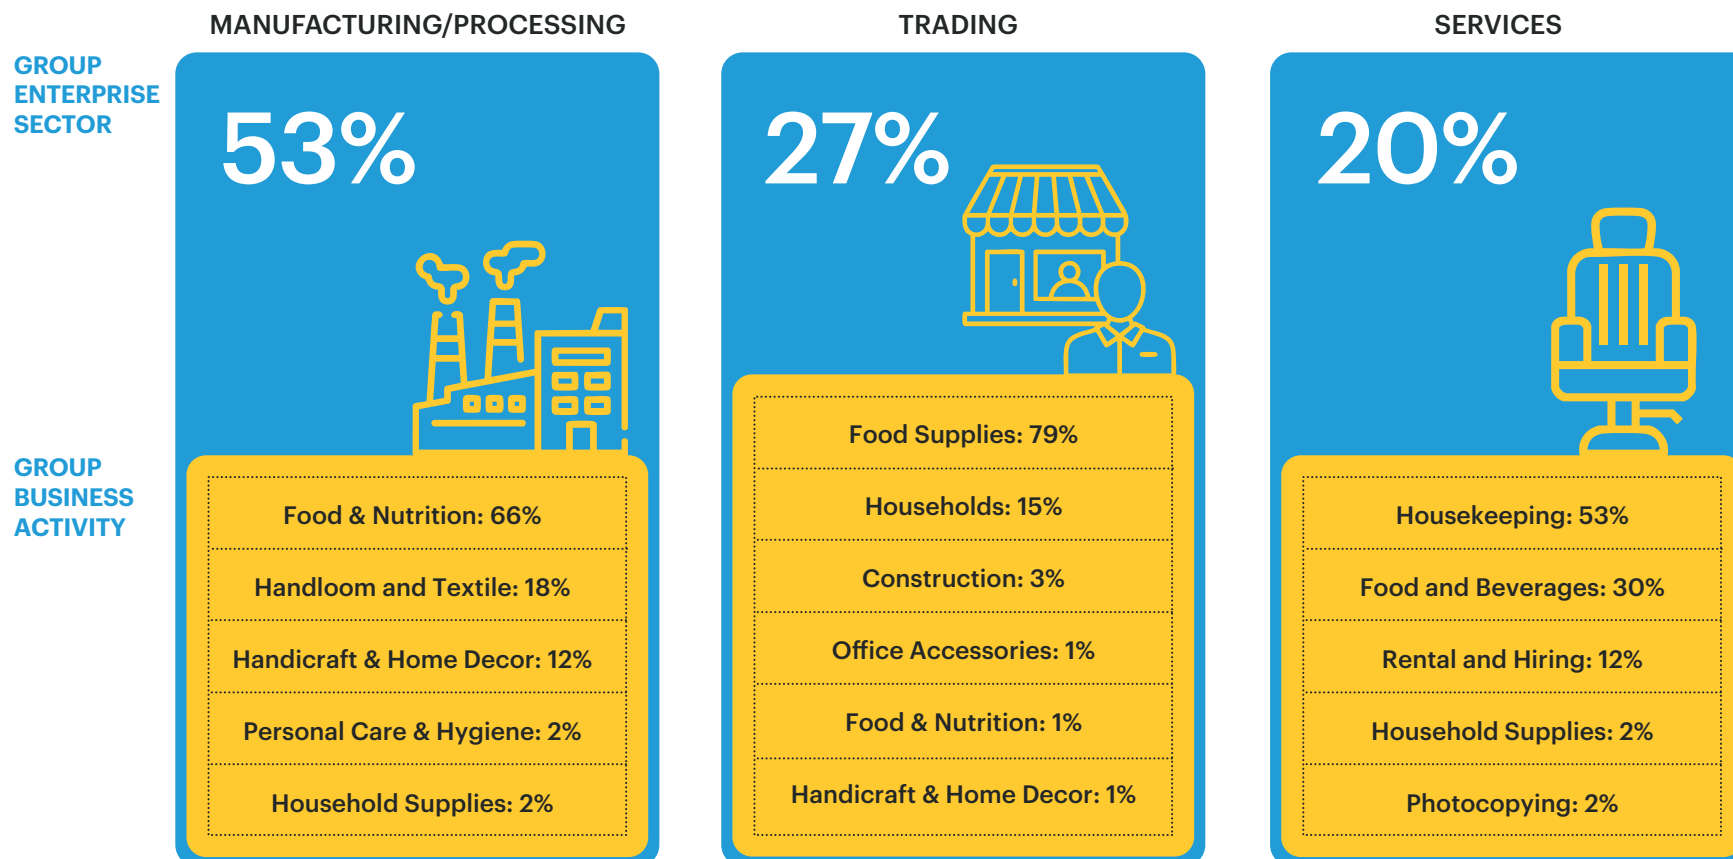 MANUFACTURING/PROCESSING
TRADING
SERVICES
GROUP
ENTERPRISE
SECTOR
53%
27%
20%
GROUP
BUSINESS
ACTIVITY
Food & Nutrition: 66%
Handloom and Textile: 18%
Handicraft & Home Decor: 12%
Personal Care & Hygiene: 2%
Household Supplies: 2%
Food Supplies: 79%
Households: 15%
Construction: 3%
Office Accessories: 1%
Food & Nutrition: 1%
Handicraft & Home Decor: 1%
Housekeeping: 53%
Food and Beverages: 30%
Rental and Hiring: 12%
Household Supplies: 2%
Photocopying: 2%